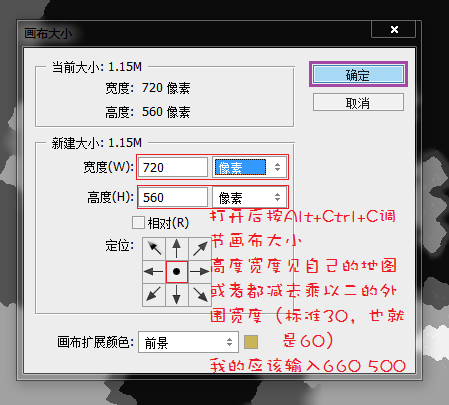 画布大小
当前大小: 1.15M
确定
宽度: 720 像素
取消
高度: 560 像素
新建大小: 1.15M
宽度(W): 720 像素
高度(H): 560 像素
相对(R)
定位:
打开后按Alt+Ctrl+C调
节画布大小
高度宽度见自己的地图
或者都减去乘以二的外
围宽度（标准30，也就
是60）
画布扩展颜色: 前景
我的应该输入660 500